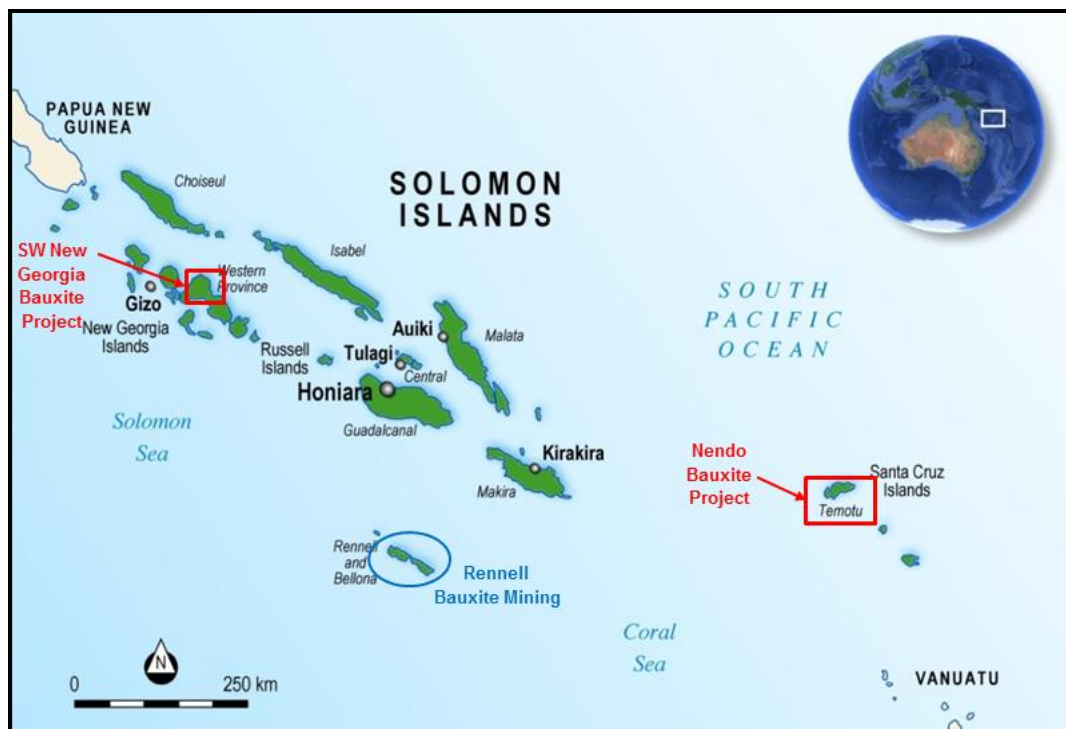 PAPUA NEW
GUINEA
Choiseul
SOLOMON
ISLANDS
SW New
Georgia
Bauxite
Project
Western
Province
Isabel
Gizo
New Georgia
Islands
Russell
Islands
Auiki
Malata
Tulagi
Central
Honiara
Guadalcanal
SOUTH
PACIFIC
OCEAN
Solomon
Sea
Kirakira
Makira
Nendo
Bauxite
Project
Santa Cruz
Islands
Temotu
Rennell
and
Bellona
Rennell
Bauxite Mining
Coral
Sea
N
0 250 km
VANUATU